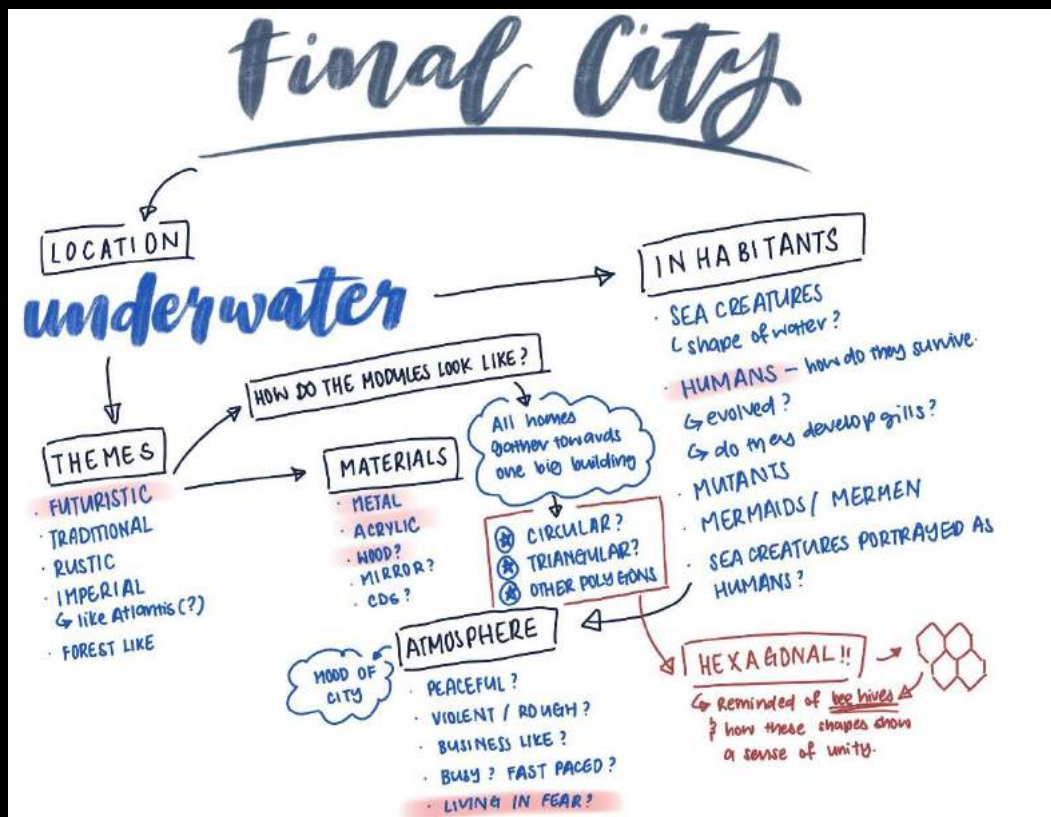 Final City
LOCATION
underwater
THEMES
· FUTURISTIC
· TRADITIONAL
· RUSTIC
· IMPERIAL
↳ like Atlantis(?)
· FOREST LIKE
HOW DO THE MODULES LOOK LIKE?
All homes
gather towards
one big building
CIRCULAR?
TRIANGULAR?
OTHER POLYGONS
MATERIALS
· METAL
· ACRYLIC
· WOOD?
· MIRROR?
· CDS?
INHABITANTS
· SEA CREATURES
↳ shape of water?
· HUMANS – how do they survive.
↳ evolved?
↳ do they develop gills?
· MUTANTS
· MERMAIDS / MERMEN
· SEA CREATURES PORTRAYED AS
HUMANS?
ATMOSPHERE
MOOD OF
CITY
· PEACEFUL?
· VIOLENT / ROUGH?
· BUSINESS LIKE?
· BUSY? FAST PACED?
· LIVING IN FEAR?
HEXAGONAL!!
↳ Reminded of bee hives
& how these shapes show
a sense of unity.